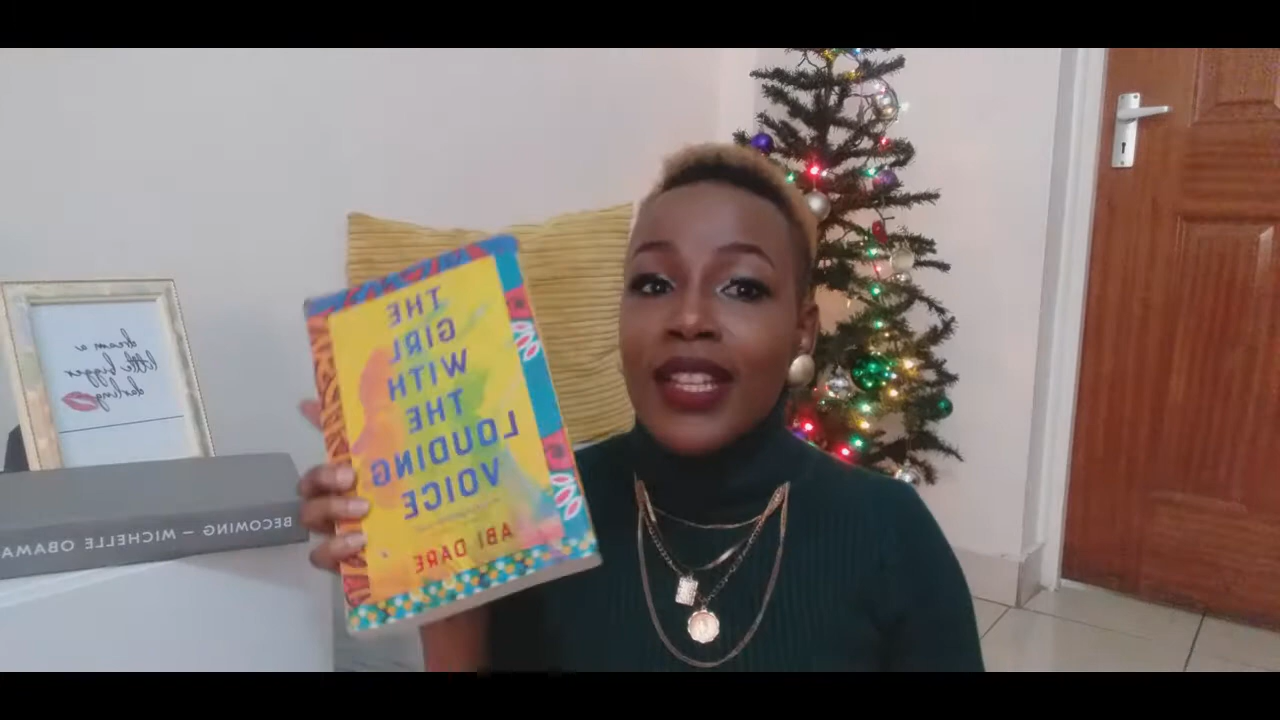 THE
GIRL
WITH
THE
LOUDING
VOICE
ABI DARE
dream a
little bigger
darling
BECOMING — MICHELLE OBAMA